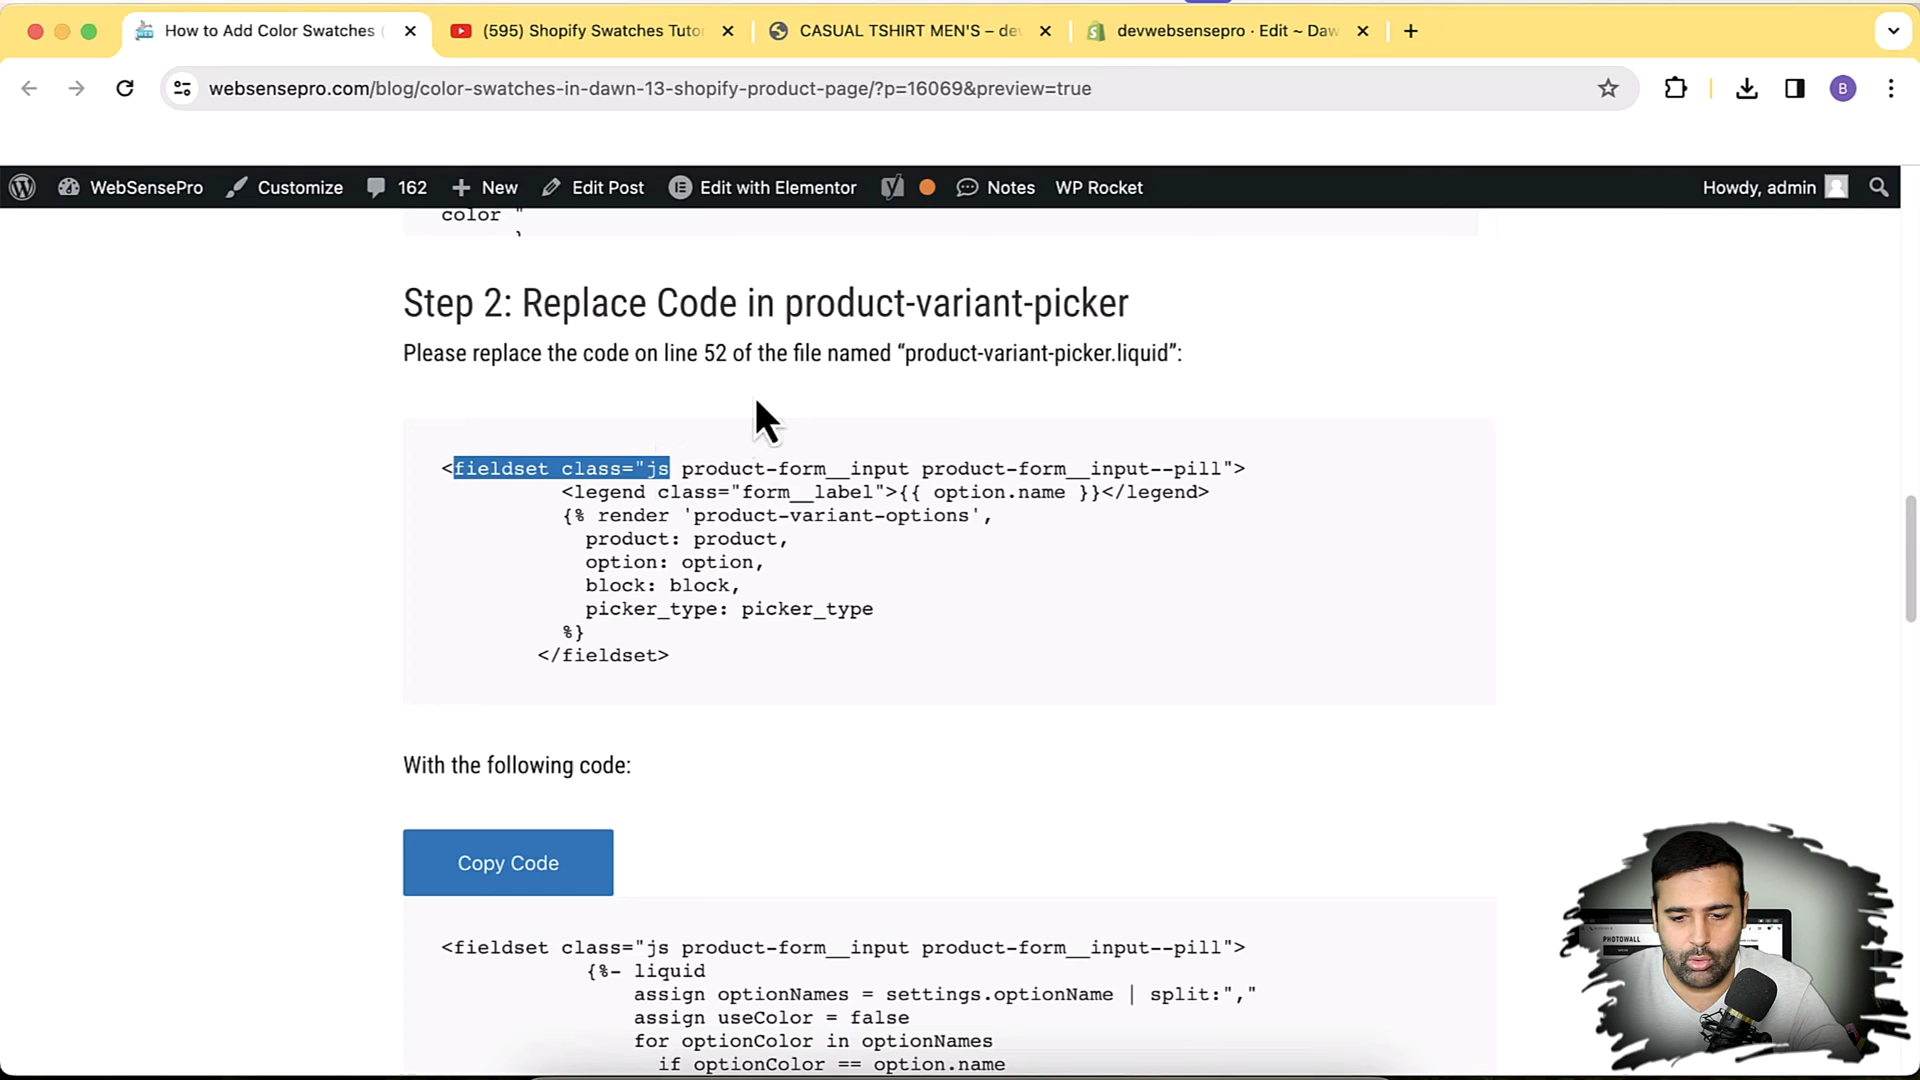 How to Add Color Swatches (
(595) Shopify Swatches Tuto
CASUAL TSHIRT MEN'S – de
devwebsensepro · Edit ~ Daw
websensepro.com/blog/color-swatches-in-dawn-13-shopify-product-page/?p=16069&preview=true
B
WebSensePro
Customize
162
New
Edit Post
Edit with Elementor
Notes
WP Rocket
Howdy, admin
color "
}
Step 2: Replace Code in product-variant-picker
Please replace the code on line 52 of the file named “product-variant-picker.liquid”:
<fieldset class="js product-form__input product-form__input--pill">
<legend class="form__label">{{ option.name }}</legend>
{% render 'product-variant-options',
product: product,
option: option,
block: block,
picker_type: picker_type
%}
</fieldset>
With the following code:
Copy Code
<fieldset class="js product-form__input product-form__input--pill">
{%- liquid
assign optionNames = settings.optionName | split:","
assign useColor = false
for optionColor in optionNames
if optionColor == option.name
PHOTOWALL